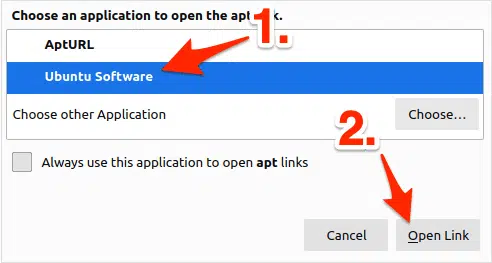 Choose an application to open the apt link.
1.
AptURL
Ubuntu Software
Choose other Application
Choose...
2.
Always use this application to open apt links
Cancel
Open Link